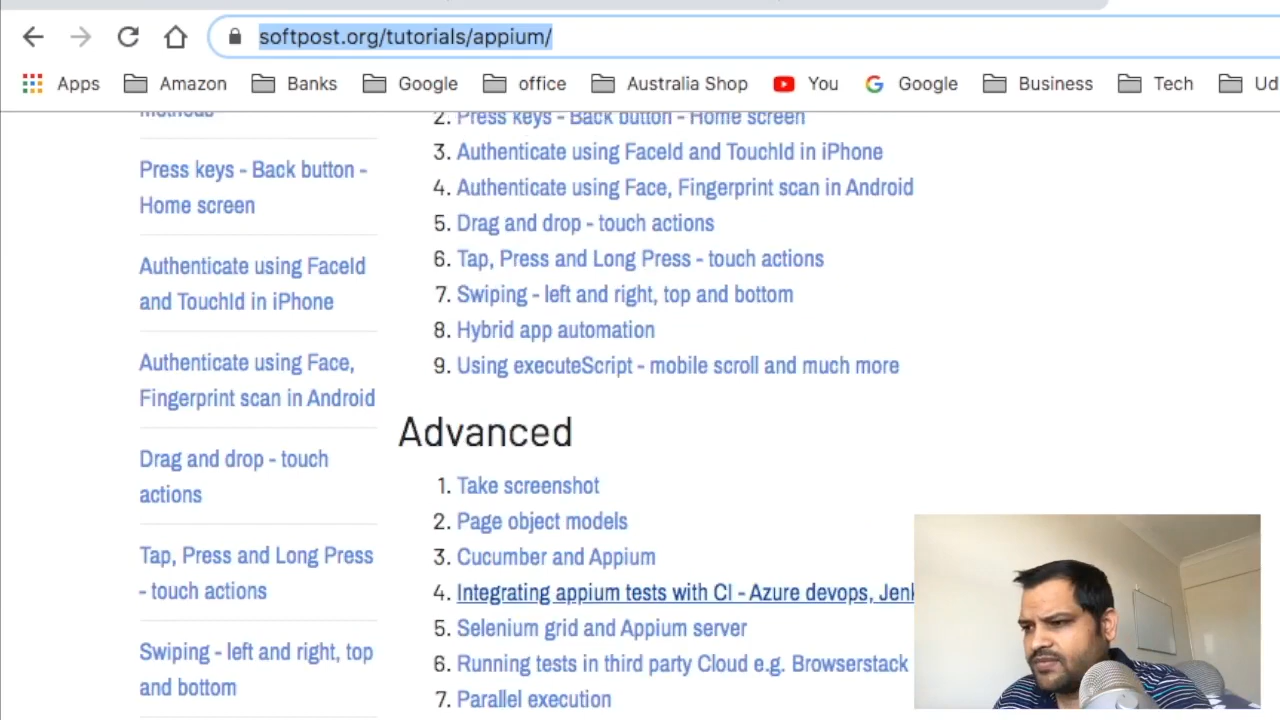 softpost.org/tutorials/appium/
Apps Amazon Banks Google office Australia Shop You Google Business Tech Ud
methods
Press keys - Back button -
Home screen
Authenticate using FaceId
and TouchId in iPhone
Authenticate using Face,
Fingerprint scan in Android
Drag and drop - touch
actions
Tap, Press and Long Press
- touch actions
Swiping - left and right, top
and bottom
2. Press keys - Back button - Home screen
3. Authenticate using FaceId and TouchId in iPhone
4. Authenticate using Face, Fingerprint scan in Android
5. Drag and drop - touch actions
6. Tap, Press and Long Press - touch actions
7. Swiping - left and right, top and bottom
8. Hybrid app automation
9. Using executeScript - mobile scroll and much more
Advanced
1. Take screenshot
2. Page object models
3. Cucumber and Appium
4. Integrating appium tests with CI - Azure devops, Jenk
5. Selenium grid and Appium server
6. Running tests in third party Cloud e.g. Browserstack
7. Parallel execution